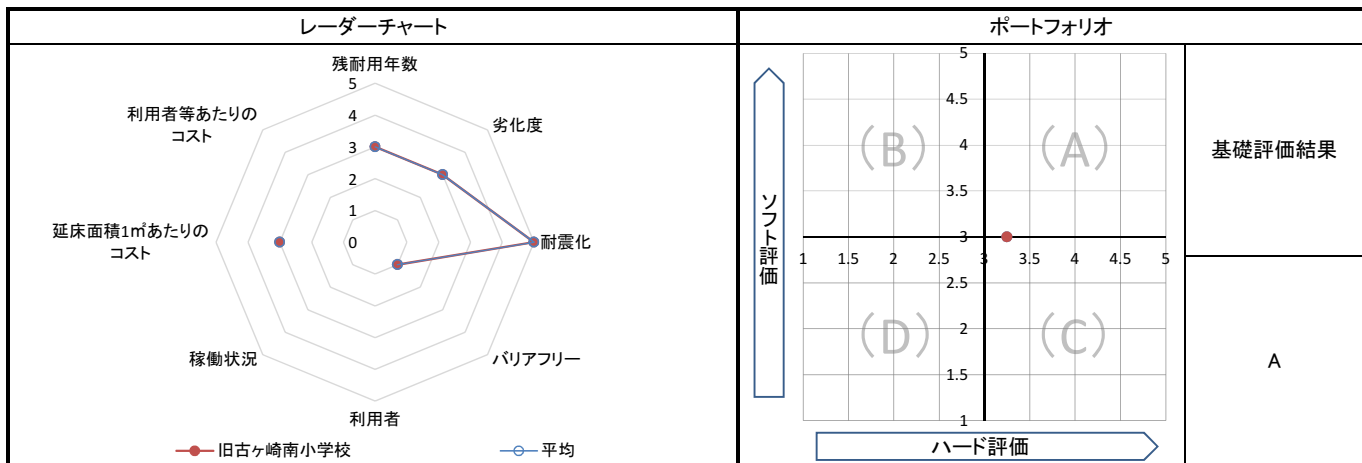 レーダーチャート
残耐用年数
劣化度
耐震化
バリアフリー
利用者
稼働状況
延床面積1㎡あたりの
コスト
利用者等あたりの
コスト
5
4
3
2
1
0
旧古ヶ崎南小学校
平均
ポートフォリオ
ソフト評価
5
4.5
4
3.5
3
2.5
2
1.5
1
1 1.5 2 2.5 3 3.5 4 4.5 5
(B) (A)
(D) (C)
ハード評価
基礎評価結果
A